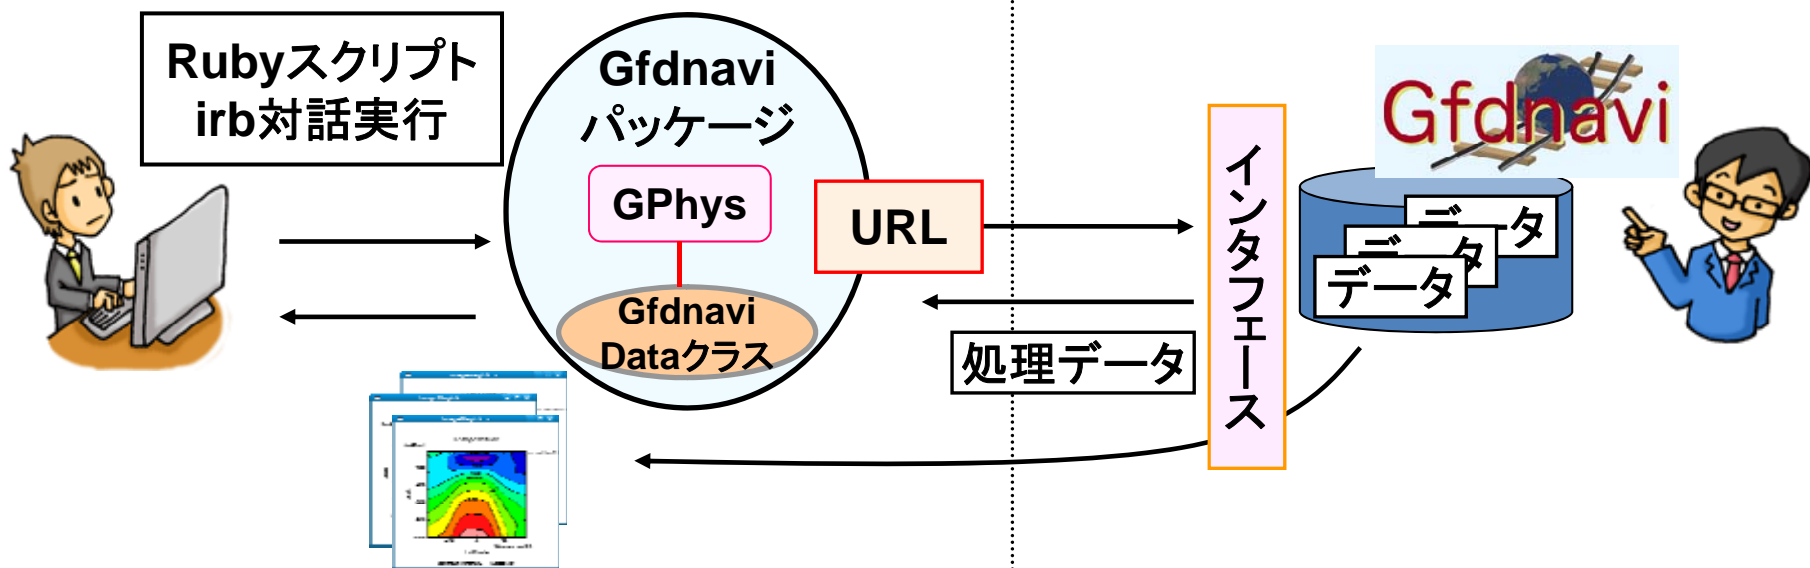 Rubyスクリプト
irb対話実行
Gfdnavi
パッケージ
GPhys
Gfdnavi
Dataクラス
URL
処理データ
インタフェース
Gfdnavi
データ
データ
データ